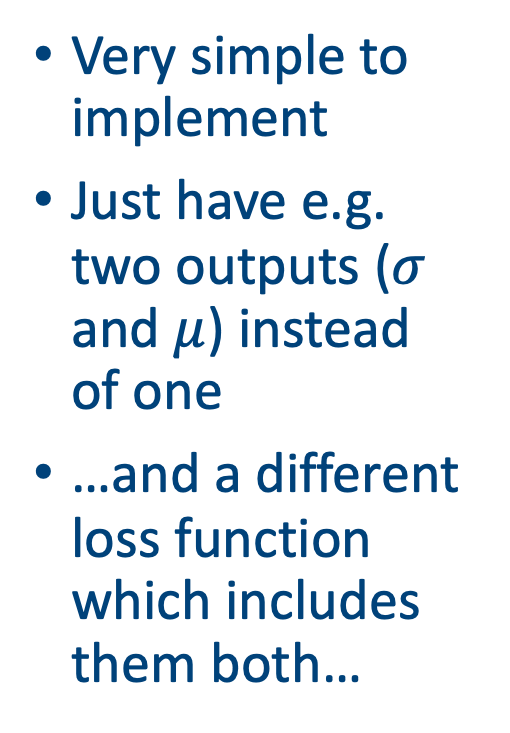 • Very simple to
implement
• Just have e.g.
two outputs (σ
and μ) instead
of one
• …and a different
loss function
which includes
them both…